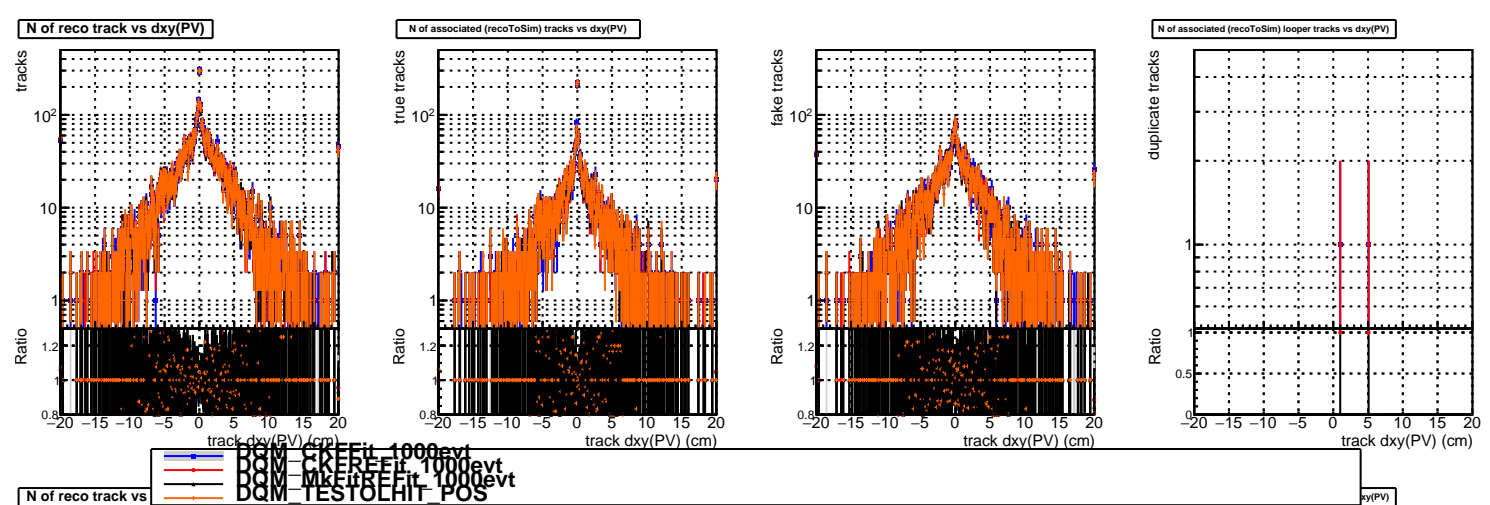 N of reco track vs dxy(PV)
N of associated (recoToSim) tracks vs dxy(PV)
N of associated (recoToSim) looper tracks vs dxy(PV)
tracks
10²
10
1
Ratio
1.2
1
0.8
−20 −15 −10 −5 0 5 10 15 20
track dxy(PV) (cm)
true tracks
10²
10
1
Ratio
1.2
1
0.8
−20 −15 −10 −5 0 5 10 15 20
track dxy(PV) (cm)
fake tracks
10²
10
1
Ratio
1.2
1
0.8
−20 −15 −10 −5 0 5 10 15 20
track dxy(PV) (cm)
duplicate tracks
1
Ratio
1
0.5
0
−20 −15 −10 −5 0 5 10 15 20
track dxy(PV) (cm)
DQM_CKFFit_1000evt
DQM_CKFREFit_1000evt
DQM_MkFitREFit_1000evt
DQM_TESTOLHIT_POS
N of reco track vs
xy(PV)